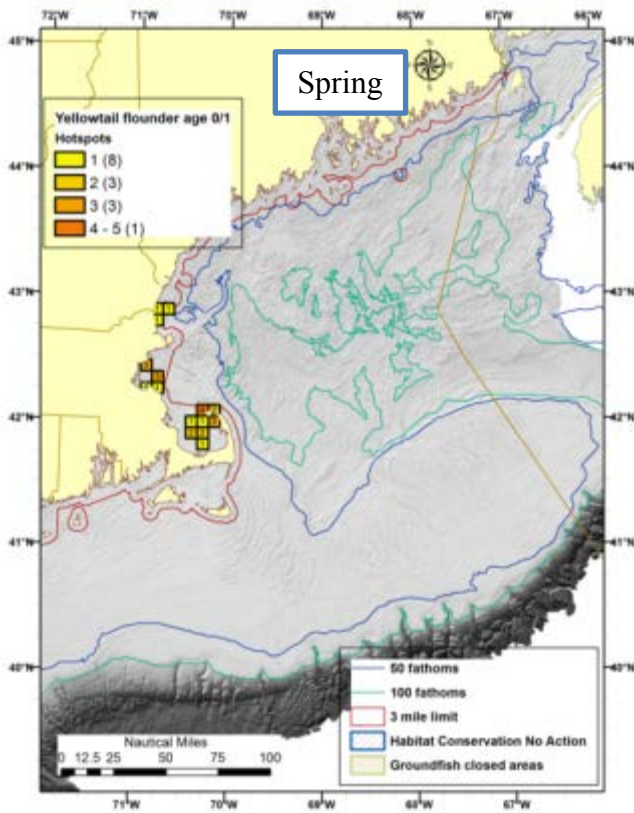 72°W 71°W 70°W 69°W 68°W 67°W 66°W
45°N 45°N
Spring
Yellowtail flounder age 0/1
Hotspots
1 (8)
2 (3)
3 (3)
4 - 5 (1)
44°N 44°N
43°N 43°N
42°N 42°N
41°N 41°N
40°N 40°N
50 fathoms
100 fathoms
3 mile limit
Habitat Conservation No Action
Groundfish closed areas
Nautical Miles
0 12.5 25 50 75 100
71°W 70°W 69°W 68°W 67°W